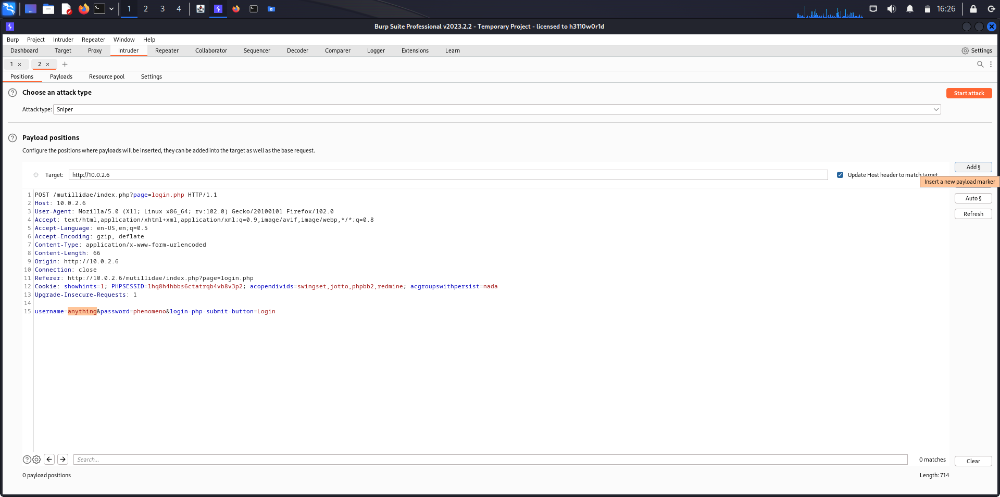 1 2 3 4 16:26
Burp Suite Professional v2023.2.2 - Temporary Project - licensed to h3110w0r1d
Burp Project Intruder Repeater Window Help
Dashboard Target Proxy Intruder Repeater Collaborator Sequencer Decoder Comparer Logger Extensions Learn Settings
1 × 2 × +
Positions Payloads Resource pool Settings
? Choose an attack type
Start attack
Attack type: Sniper
? Payload positions
Configure the positions where payloads will be inserted, they can be added into the target as well as the base request.
Add §
Target: http://10.0.2.6 Update Host header to match target
Insert a new payload marker
Auto §
Refresh
1 POST /mutillidae/index.php?page=login.php HTTP/1.1
2 Host: 10.0.2.6
3 User-Agent: Mozilla/5.0 (X11; Linux x86_64; rv:102.0) Gecko/20100101 Firefox/102.0
4 Accept: text/html,application/xhtml+xml,application/xml;q=0.9,image/avif,image/webp,*/*;q=0.8
5 Accept-Language: en-US,en;q=0.5
6 Accept-Encoding: gzip, deflate
7 Content-Type: application/x-www-form-urlencoded
8 Content-Length: 66
9 Origin: http://10.0.2.6
10 Connection: close
11 Referer: http://10.0.2.6/mutillidae/index.php?page=login.php
12 Cookie: showhints=1; PHPSESSID=lhq8h4hbbs6ctatrqb4vb8v3p2; acopendivids=swingset,jotto,phpbb2,redmine; acgroupswithpersist=nada
13 Upgrade-Insecure-Requests: 1
14
15 username=anything&password=phenomeno&login-php-submit-button=Login
? Search... 0 matches
Clear
0 payload positions Length: 714